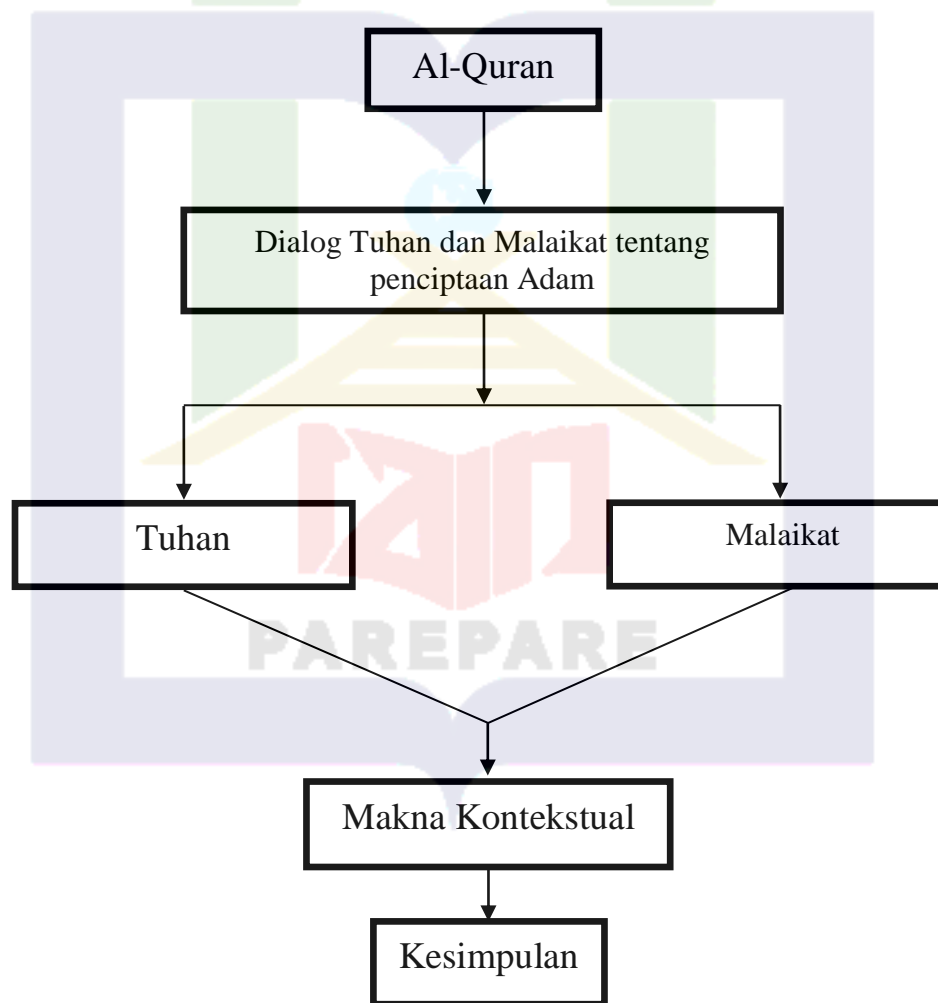 Al-Quran
Dialog Tuhan dan Malaikat tentang
penciptaan Adam
Tuhan
Malaikat
PAREPARE
Makna Kontekstual
Kesimpulan